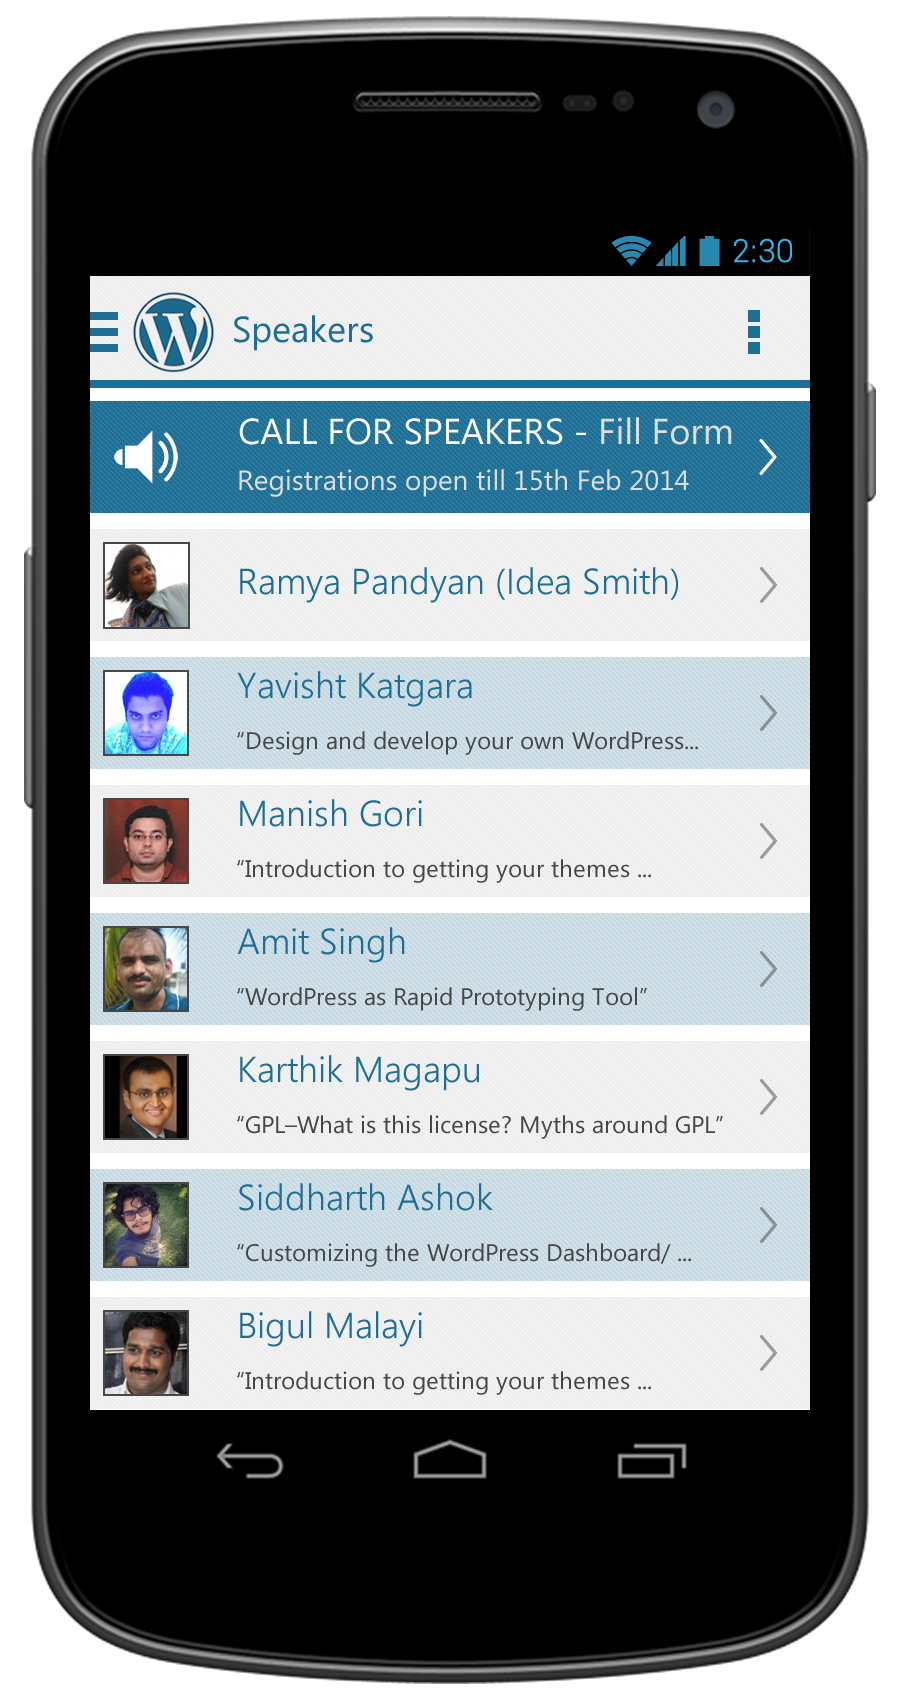 2:30
Speakers
CALL FOR SPEAKERS - Fill Form
Registrations open till 15th Feb 2014
Ramya Pandyan (Idea Smith)
Yavisht Katgara
“Design and develop your own WordPress...
Manish Gori
“Introduction to getting your themes ...
Amit Singh
“WordPress as Rapid Prototyping Tool”
Karthik Magapu
“GPL–What is this license? Myths around GPL”
Siddharth Ashok
“Customizing the WordPress Dashboard/ ...
Bigul Malayi
“Introduction to getting your themes ...